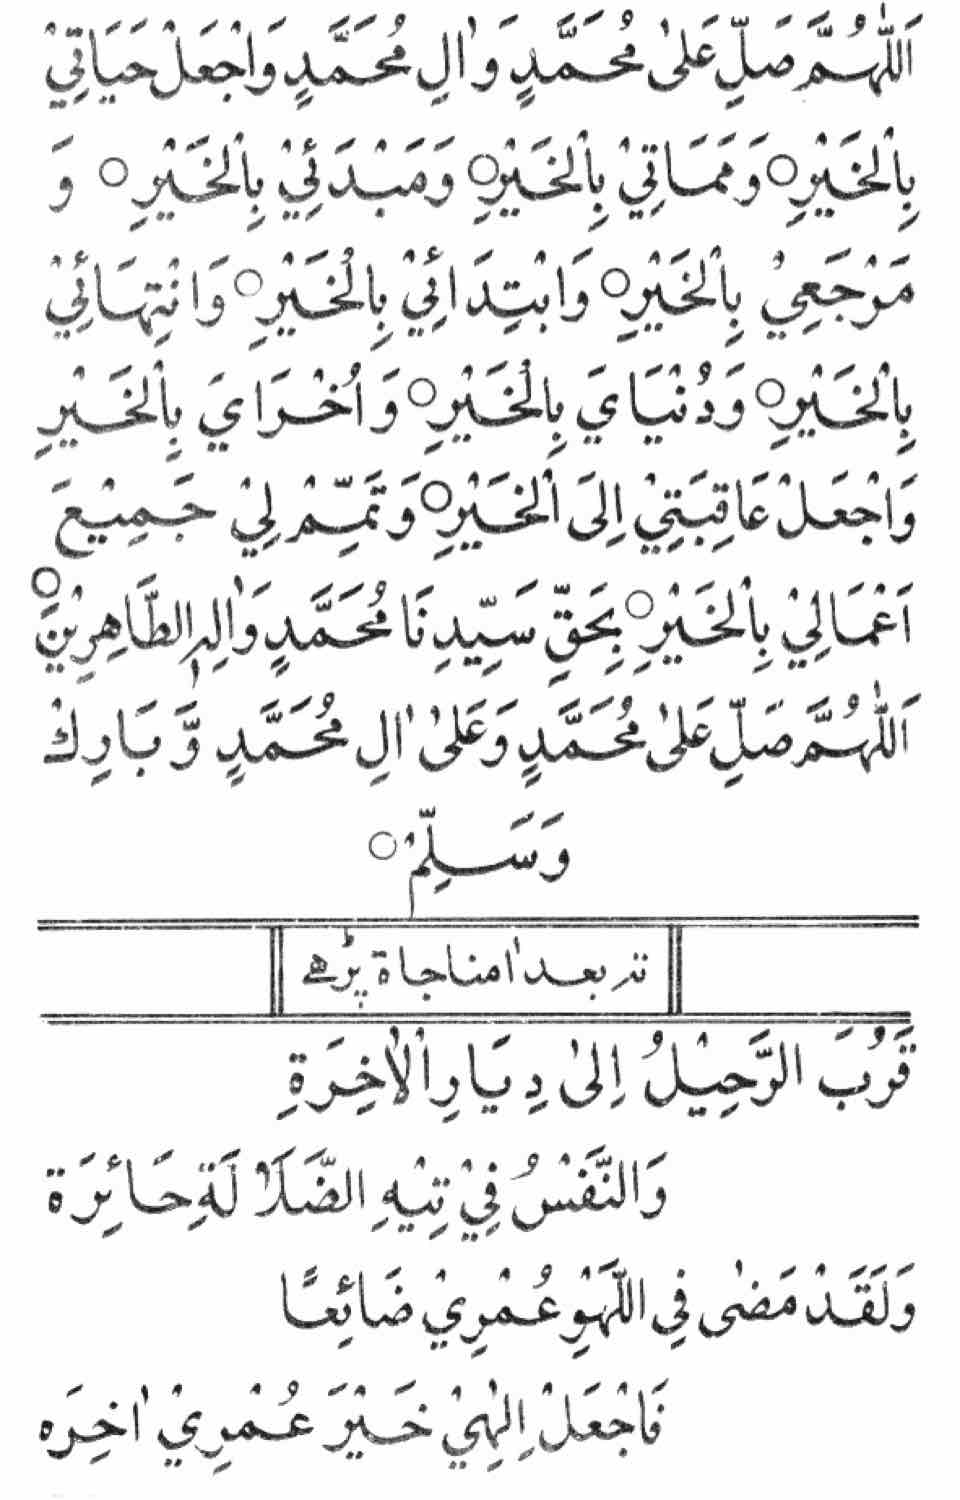 اَللّٰهُمَّ صَلِّ عَلٰى مُحَمَّدٍ وَاٰلِ مُحَمَّدٍ وَاجْعَلْ حَيَاتِيْ
بِالْخَيْرِ○ وَمَمَاتِيْ بِالْخَيْرِ○ وَمَبْدَئِيْ بِالْخَيْرِ○ وَ
مَرْجَعِيْ بِالْخَيْرِ○ وَابْتِدَائِيْ بِالْخَيْرِ○ وَانْتِهَائِيْ
بِالْخَيْرِ○ وَدُنْيَايَ بِالْخَيْرِ○ وَاُخْرَايَ بِالْخَيْرِ
وَاجْعَلْ عَاقِبَتِيْ اِلَى الْخَيْرِ○ وَتَمِّمْ لِيْ جَمِيْعَ
اَعْمَالِيْ بِالْخَيْرِ○ بِحَقِّ سَيِّدِنَا مُحَمَّدٍ وَاٰلِهِ الطَّاهِرِيْنَ○
اَللّٰهُمَّ صَلِّ عَلٰى مُحَمَّدٍ وَعَلٰى اٰلِ مُحَمَّدٍ وَّبَارِكْ
وَسَلِّمْ○
تہ بعد اٰ مناجاة پڑھے
قَرُبَ الرَّحِيْلُ اِلٰى دِيَارِ الْاٰخِرَةِ
وَالنَّفْسُ فِيْ تِيْهِ الضَّلَالَةِ حَائِرَة
وَلَقَدْ مَضٰى فِي اللَّهْوِ عُمْرِيْ ضَائِعًا
فَاجْعَلْ اِلٰهِيْ خَيْرَ عُمْرِيْ اٰخِرَه